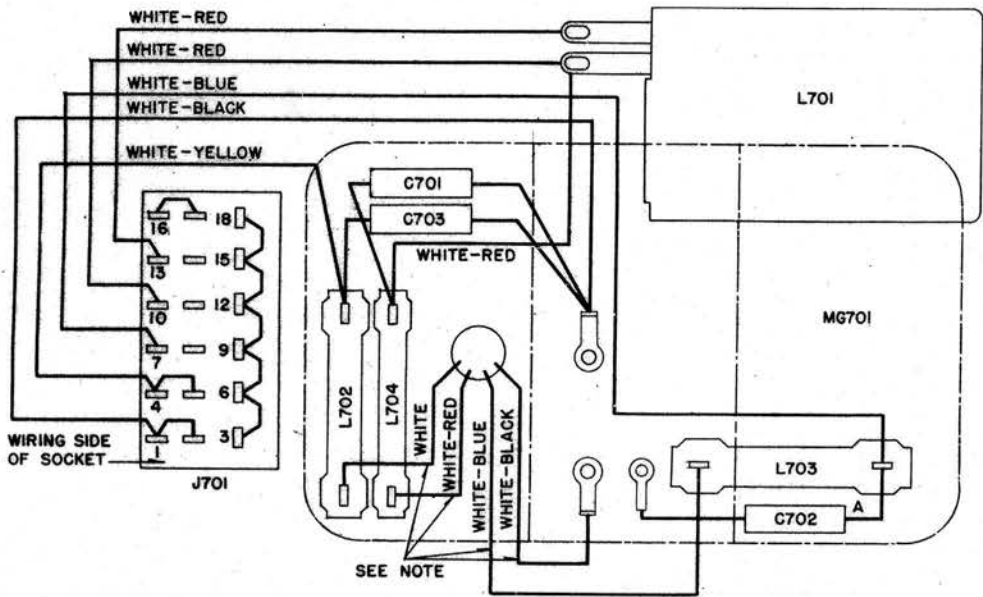 WHITE-RED
WHITE-RED
WHITE-BLUE
WHITE-BLACK
WHITE-YELLOW
L701
C701
C703
WHITE-RED
16
18
13
15
10
12
7
9
4
6
1
3
WIRING SIDE
OF SOCKET
J701
L702
L704
WHITE
WHITE-RED
WHITE-BLUE
WHITE-BLACK
MG701
L703
A
C702
SEE NOTE